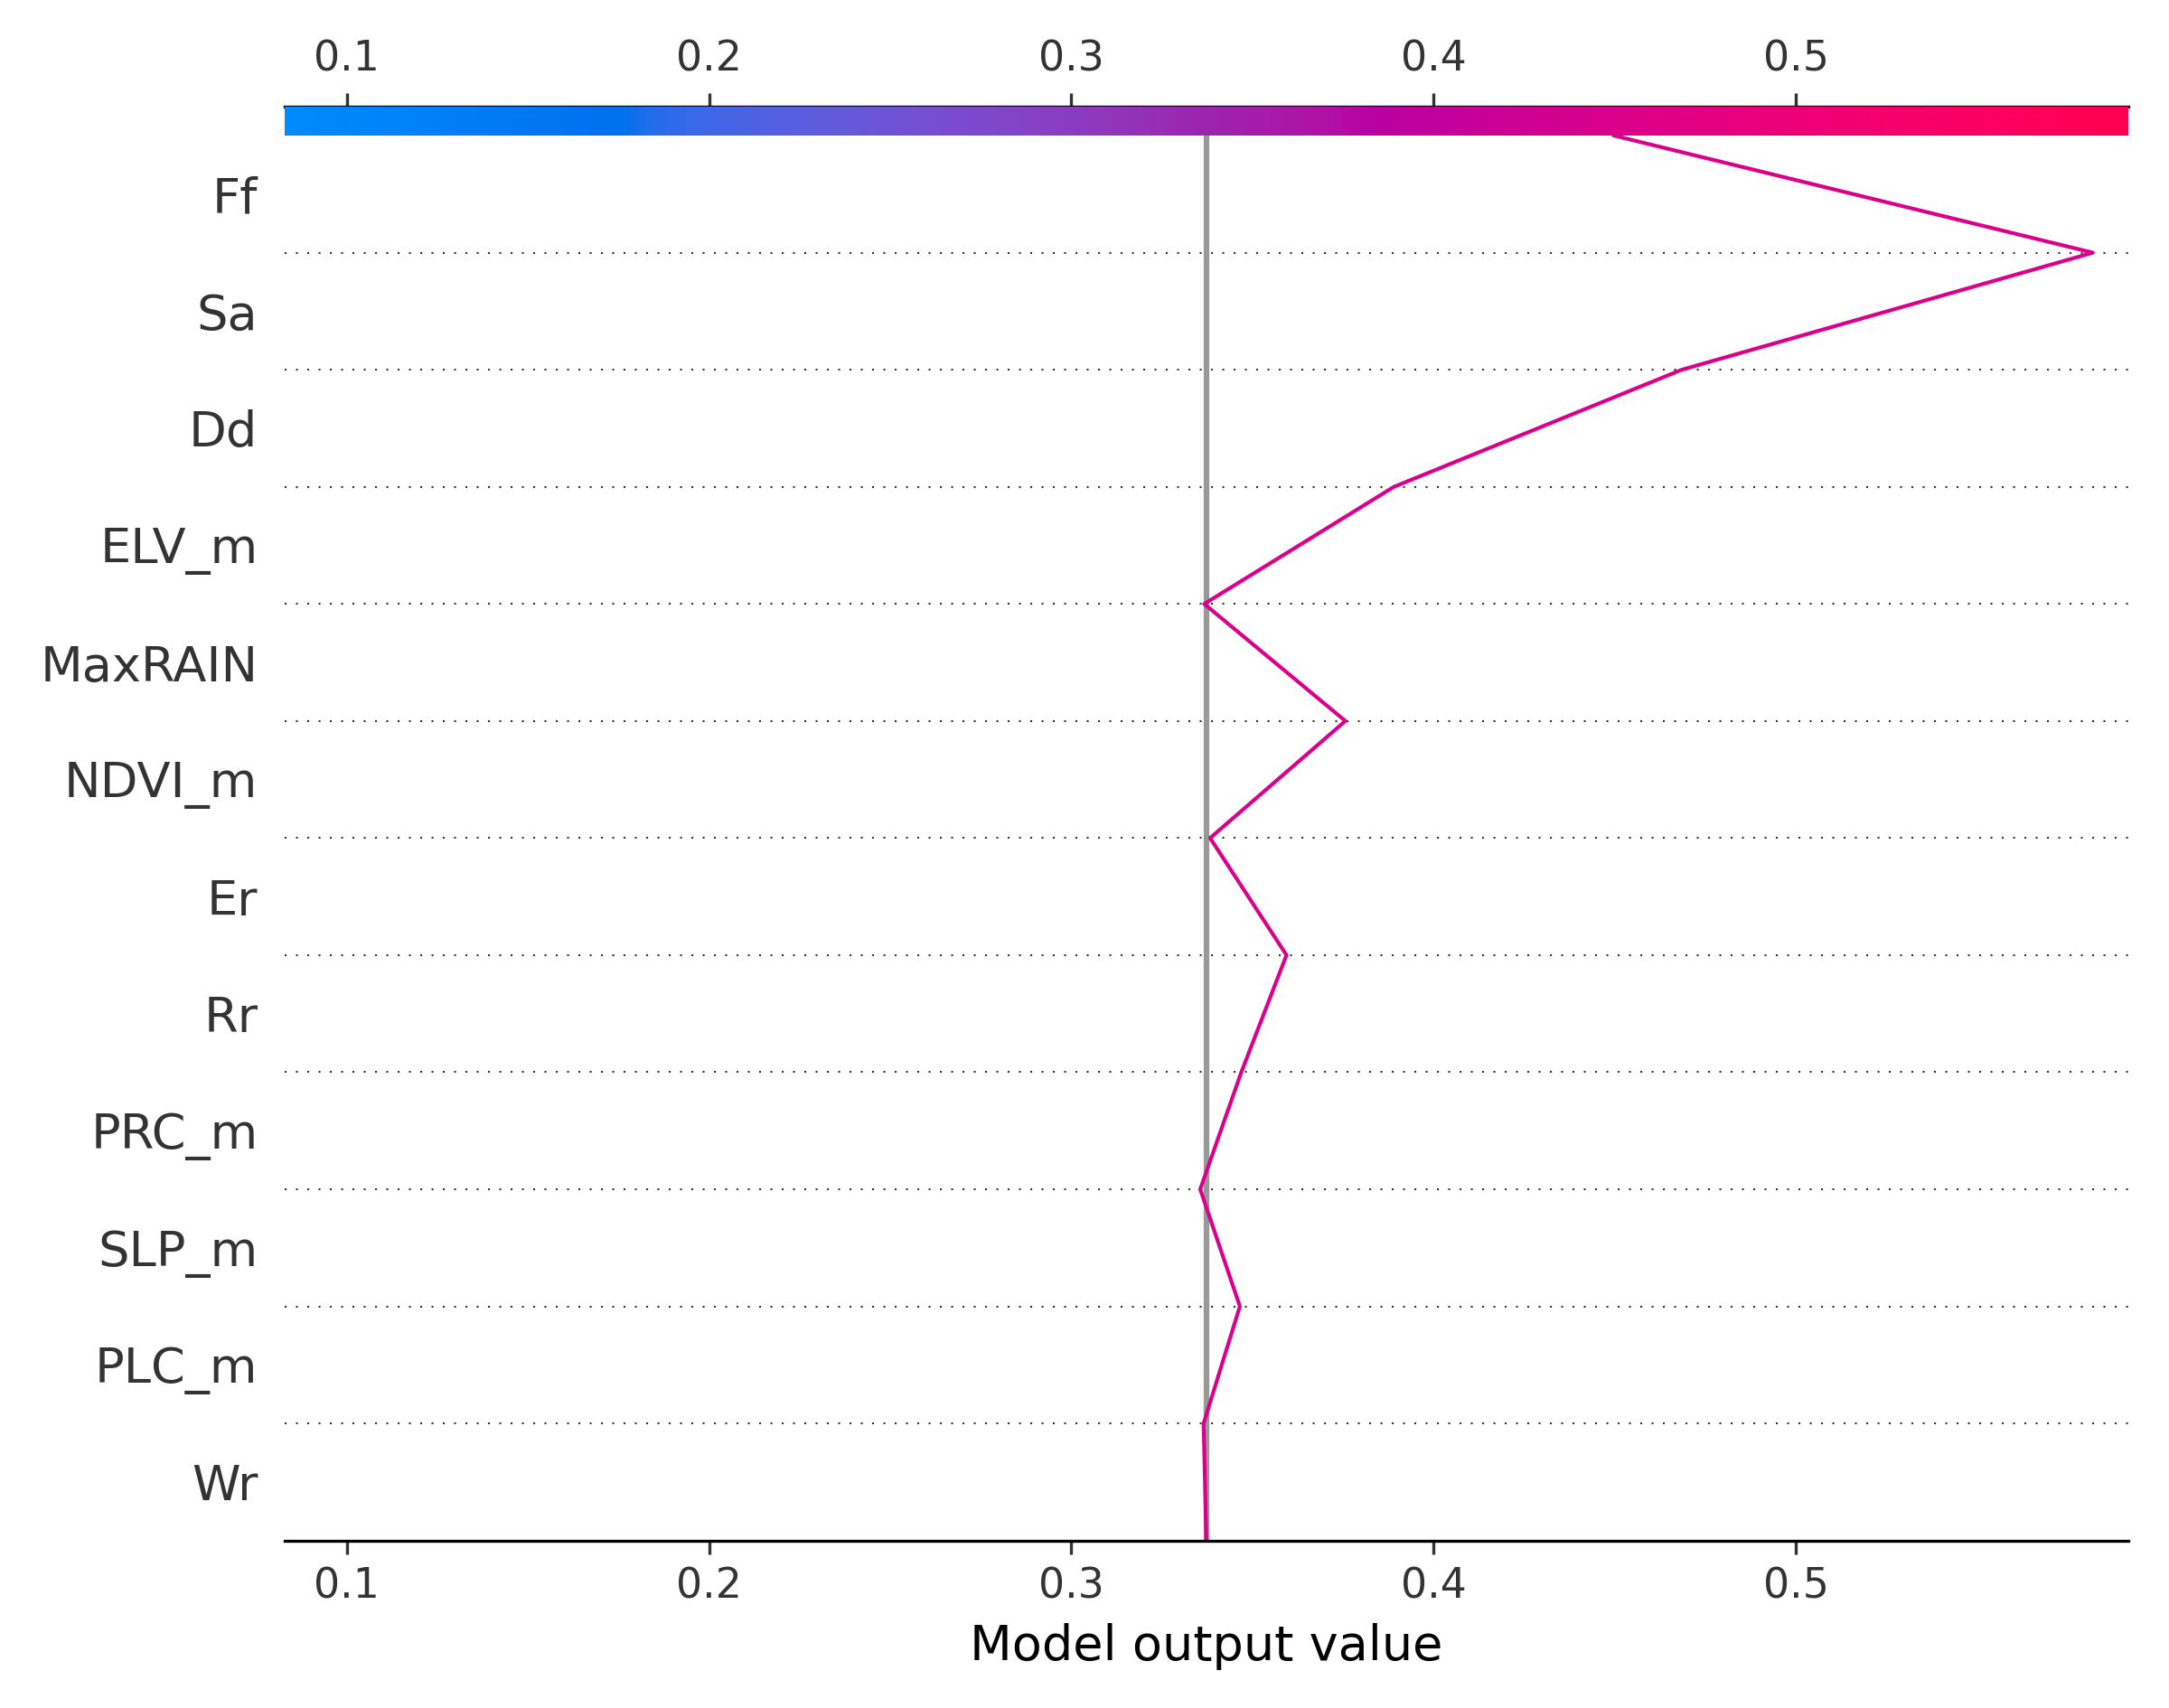 0.1 0.2 0.3 0.4 0.5
Ff
Sa
Dd
ELV_m
MaxRAIN
NDVI_m
Er
Rr
PRC_m
SLP_m
PLC_m
Wr
0.1 0.2 0.3 0.4 0.5
Model output value